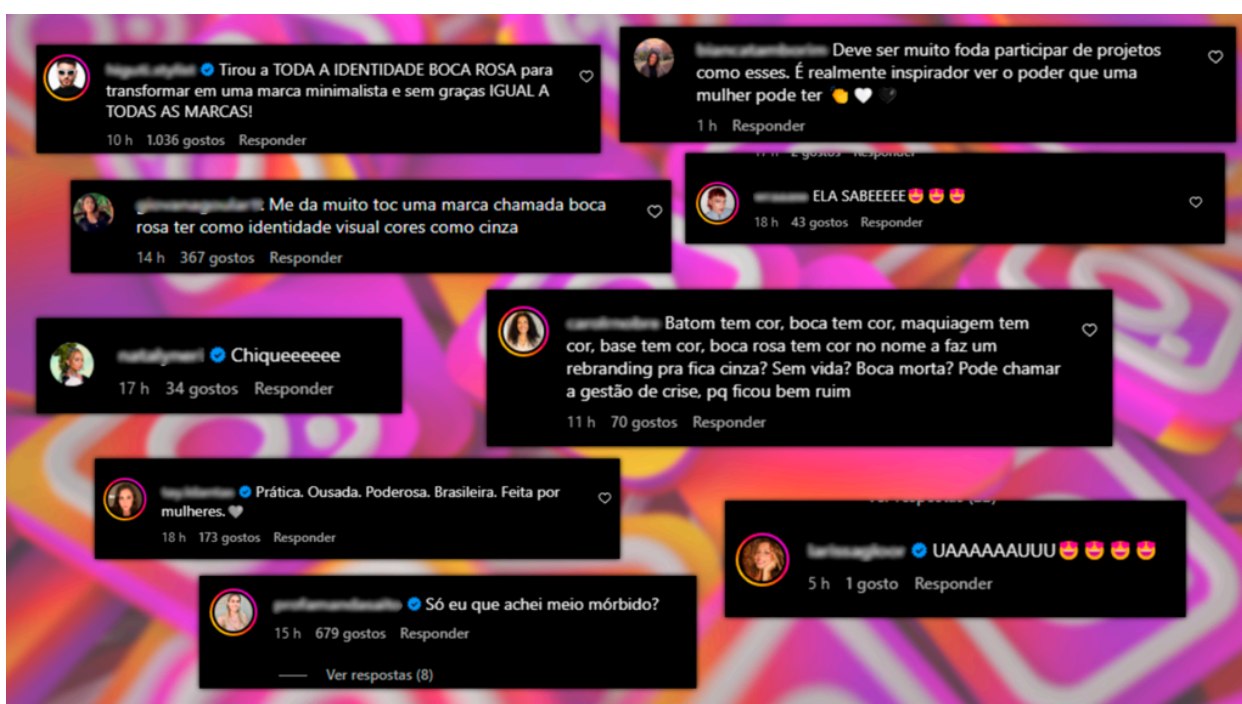 Tirou a TODA A IDENTIDADE BOCA ROSA para
transformar em uma marca minimalista e sem graças IGUAL A
TODAS AS MARCAS!
10 h 1.036 gostos Responder
Deve ser muito foda participar de projetos
como esses. É realmente inspirador ver o poder que uma
mulher pode ter 👏 🤍 🖤
1 h Responder
ELA SABEEEEE😍 😍 😍
18 h 43 gostos Responder
Me da muito toc uma marca chamada boca
rosa ter como identidade visual cores como cinza
14 h 367 gostos Responder
Chiqueeeeee
17 h 34 gostos Responder
Batom tem cor, boca tem cor, maquiagem tem
cor, base tem cor, boca rosa tem cor no nome a faz um
rebranding pra fica cinza? Sem vida? Boca morta? Pode chamar
a gestão de crise, pq ficou bem ruim
11 h 70 gostos Responder
Prática. Ousada. Poderosa. Brasileira. Feita por
mulheres. 🩶
18 h 173 gostos Responder
UAAAAAAUUU😍 😍 😍 😍
5 h 1 gosto Responder
Só eu que achei meio mórbido?
15 h 679 gostos Responder
Ver respostas (8)